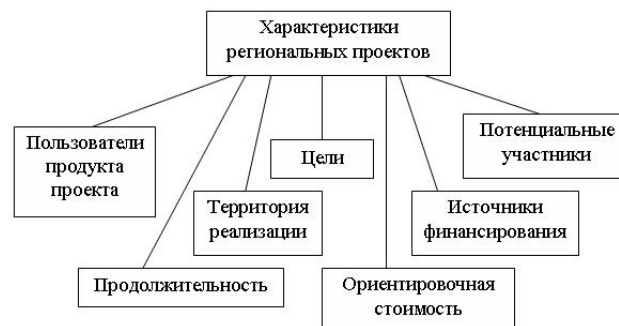 Характеристики
региональных проектов
Пользователи
продукта
проекта
Цели
Потенциальные
участники
Территория
реализации
Источники
финансирования
Продолжительность
Ориентировочная
стоимость